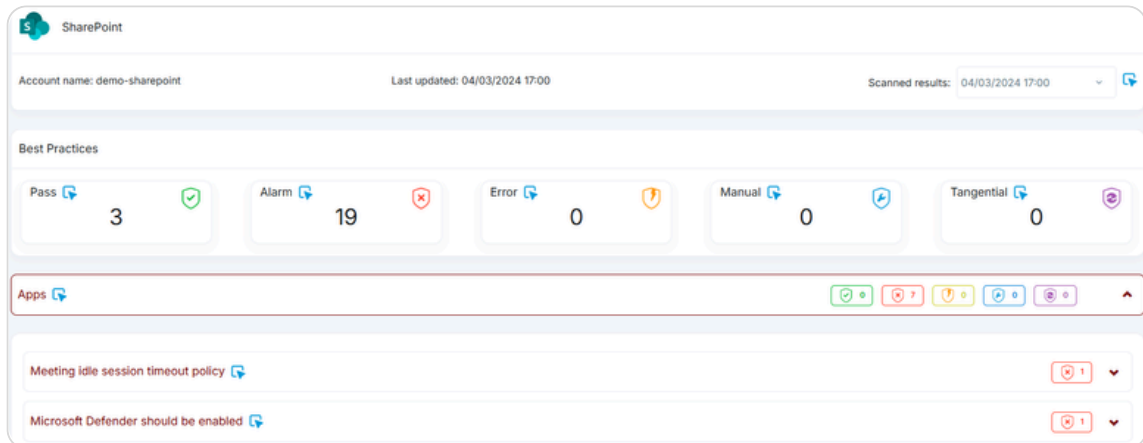 S SharePoint
Account name: demo-sharepoint Last updated: 04/03/2024 17:00 Scanned results: 04/03/2024 17:00
Best Practices
Pass Alarm Error Manual Tangential
3 19 0 0 0
Apps 0 7 0 0 0
Meeting idle session timeout policy 1
Microsoft Defender should be enabled 1